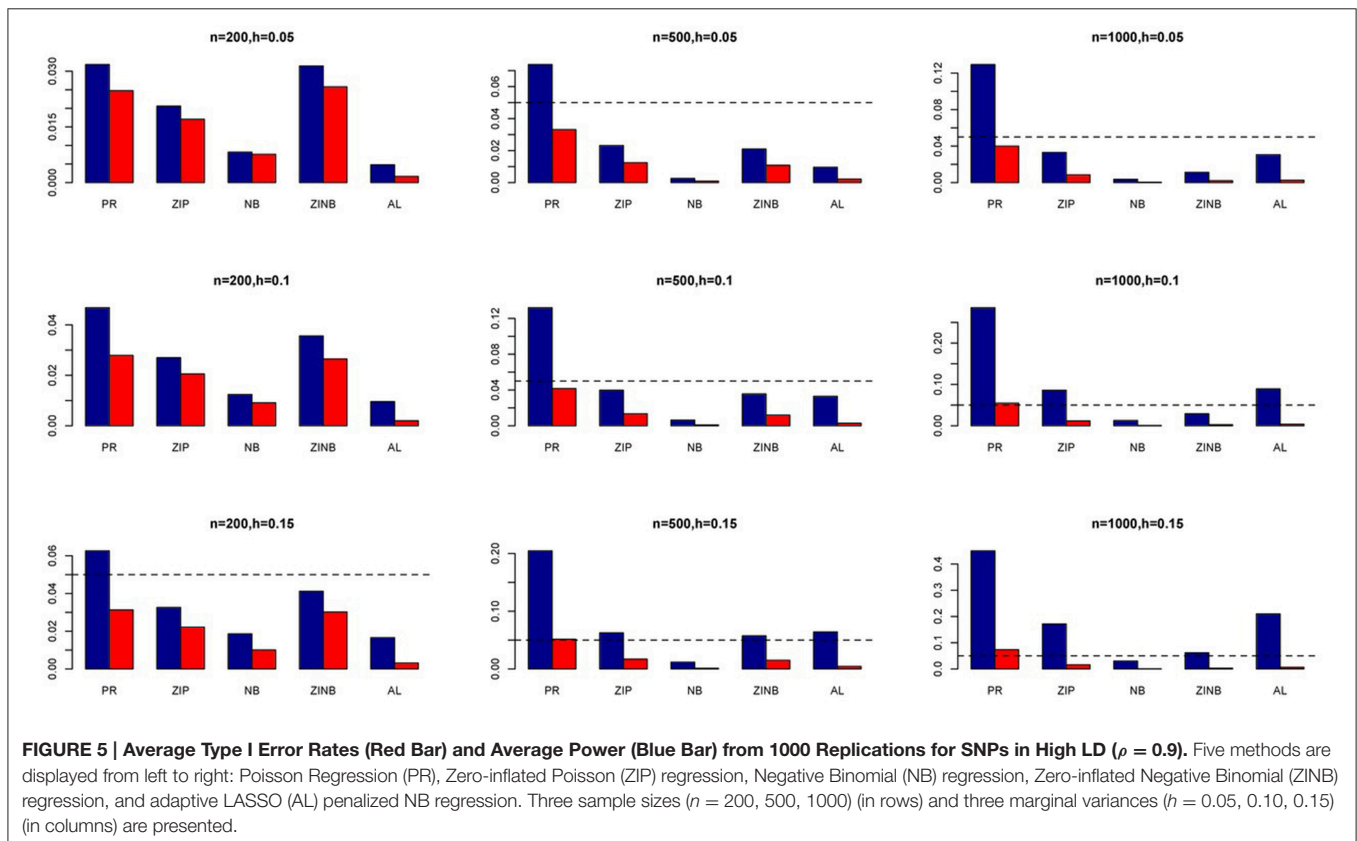 n=200,h=0.05
0.030
0.015
0.000
PR ZIP NB ZINB AL
n=500,h=0.05
0.06
0.04
0.02
0.00
PR ZIP NB ZINB AL
n=1000,h=0.05
0.12
0.08
0.04
0.00
PR ZIP NB ZINB AL
n=200,h=0.1
0.04
0.02
0.00
PR ZIP NB ZINB AL
n=500,h=0.1
0.12
0.08
0.04
0.00
PR ZIP NB ZINB AL
n=1000,h=0.1
0.20
0.10
0.00
PR ZIP NB ZINB AL
n=200,h=0.15
0.06
0.04
0.02
0.00
PR ZIP NB ZINB AL
n=500,h=0.15
0.20
0.10
0.00
PR ZIP NB ZINB AL
n=1000,h=0.15
0.4
0.3
0.2
0.1
0.0
PR ZIP NB ZINB AL
FIGURE 5 | Average Type I Error Rates (Red Bar) and Average Power (Blue Bar) from 1000 Replications for SNPs in High LD (ρ = 0.9). Five methods are
displayed from left to right: Poisson Regression (PR), Zero-inflated Poisson (ZIP) regression, Negative Binomial (NB) regression, Zero-inflated Negative Binomial (ZINB)
regression, and adaptive LASSO (AL) penalized NB regression. Three sample sizes (n = 200, 500, 1000) (in rows) and three marginal variances (h = 0.05, 0.10, 0.15)
(in columns) are presented.